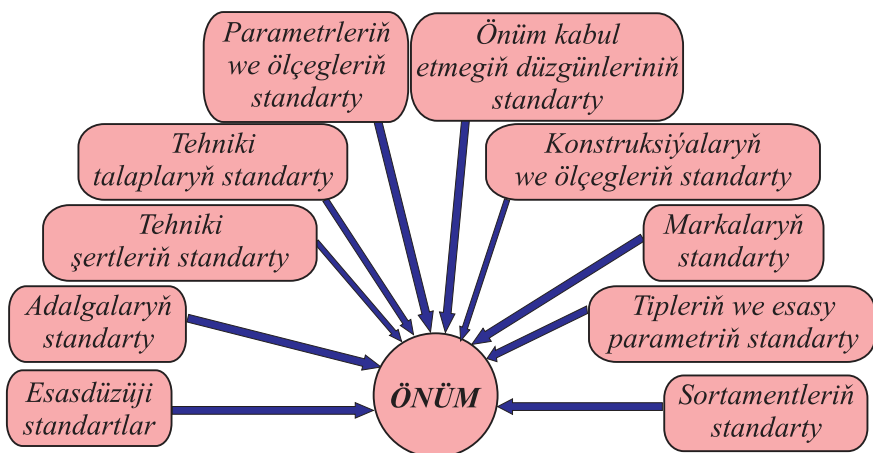 Parametrleriň
we ölçegleriň
standarty
Önüm kabul
etmegiň düzgünleriniň
standarty
Tehniki
talaplaryň standarty
Konstruksiýalaryň
we ölçegleriň standarty
Tehniki
şertleriň standarty
Markalaryň
standarty
Adalgalaryň
standarty
Tipleriň we esasy
parametriň standarty
Esasdüzüji
standartlar
ÖNÜM
Sortamentleriň
standarty